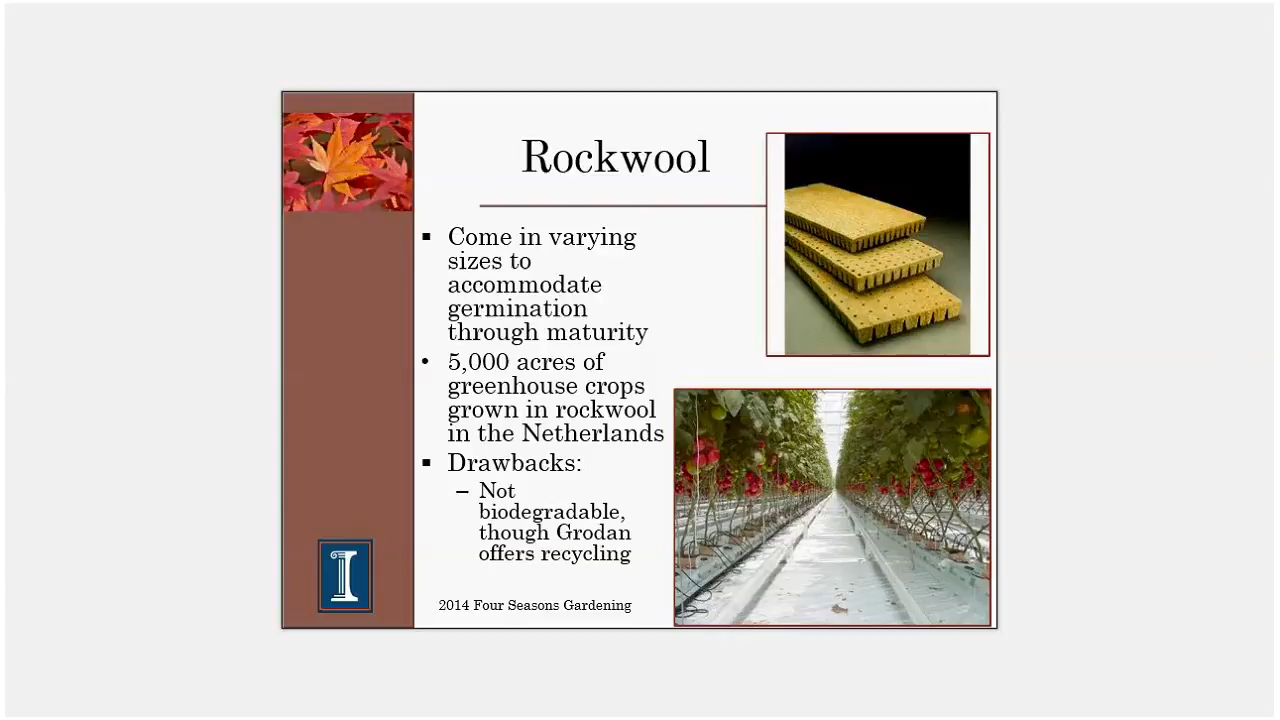 Rockwool
▪ Come in varying
sizes to
accommodate
germination
through maturity
• 5,000 acres of
greenhouse crops
grown in rockwool
in the Netherlands
▪ Drawbacks:
– Not
biodegradable,
though Grodan
offers recycling
2014 Four Seasons Gardening
I